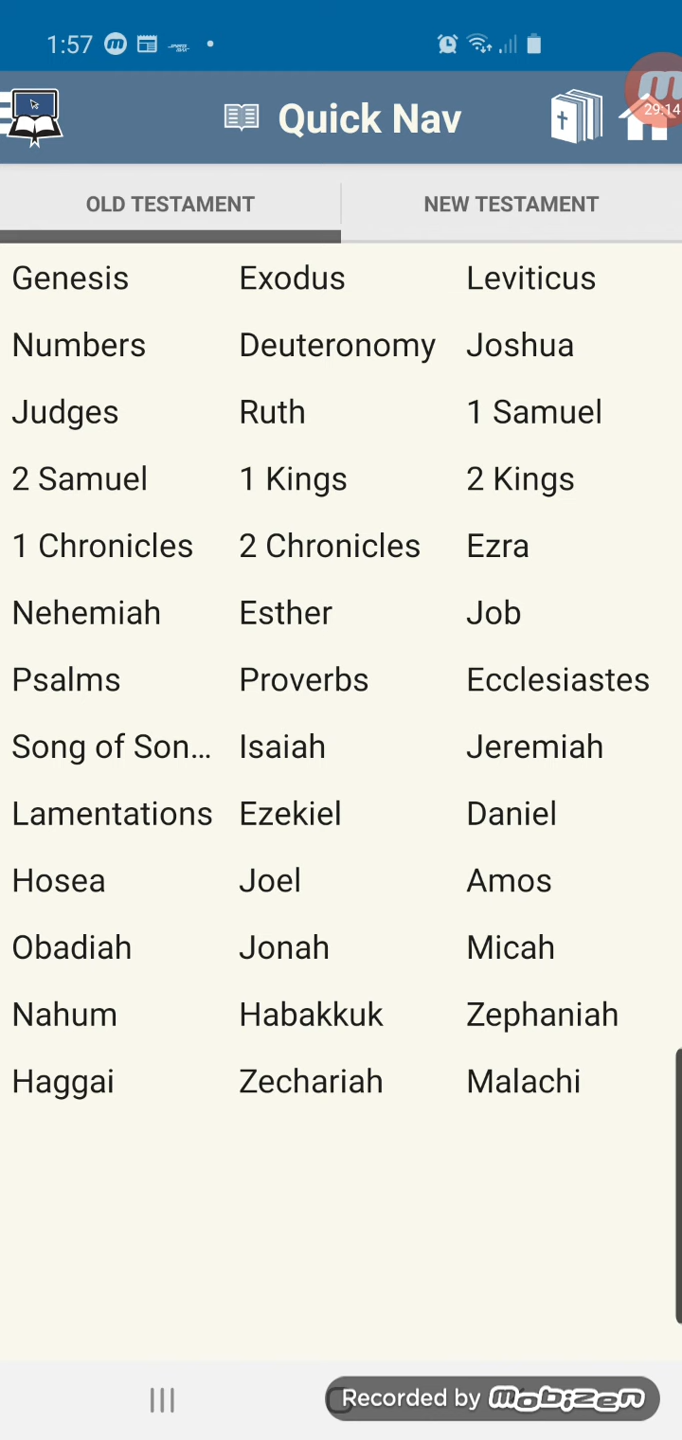 1:57
29:14
Quick Nav
OLD TESTAMENT NEW TESTAMENT
Genesis Exodus Leviticus
Numbers Deuteronomy Joshua
Judges Ruth 1 Samuel
2 Samuel 1 Kings 2 Kings
1 Chronicles 2 Chronicles Ezra
Nehemiah Esther Job
Psalms Proverbs Ecclesiastes
Song of Son... Isaiah Jeremiah
Lamentations Ezekiel Daniel
Hosea Joel Amos
Obadiah Jonah Micah
Nahum Habakkuk Zephaniah
Haggai Zechariah Malachi
Recorded by mobizen